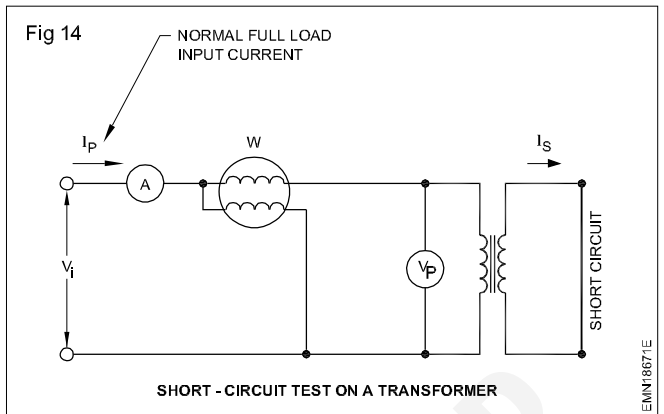 Fig 14
NORMAL FULL LOAD
INPUT CURRENT
IP
W
IS
A
Vi
VP
SHORT CIRCUIT
SHORT - CIRCUIT TEST ON A TRANSFORMER
EMN18671E